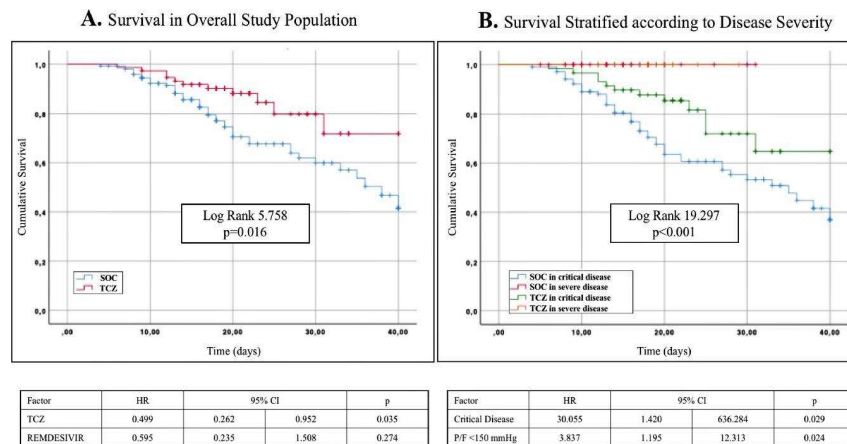 A. Survival in Overall Study Population
1,0
0,8
0,6
0,4
0,2
0,0
Cumulative Survival
Log Rank 5.758
p=0.016
SOC
TCZ
,00 10,00 20,00 30,00 40,00
Time (days)
B. Survival Stratified according to Disease Severity
1,0
0,8
0,6
0,4
0,2
0,0
Cumulative Survival
Log Rank 19.297
p<0.001
SOC in critical disease
SOC in severe disease
TCZ in critical disease
TCZ in severe disease
,00 10,00 20,00 30,00 40,00
Time (days)
Factor HR 95% CI p
TCZ 0.499 0.262 0.952 0.035
REMDESIVIR 0.595 0.235 1.508 0.274
Factor HR 95% CI p
Critical Disease 30.055 1.420 636.284 0.029
P/F <150 mmHg 3.837 1.195 12.313 0.024